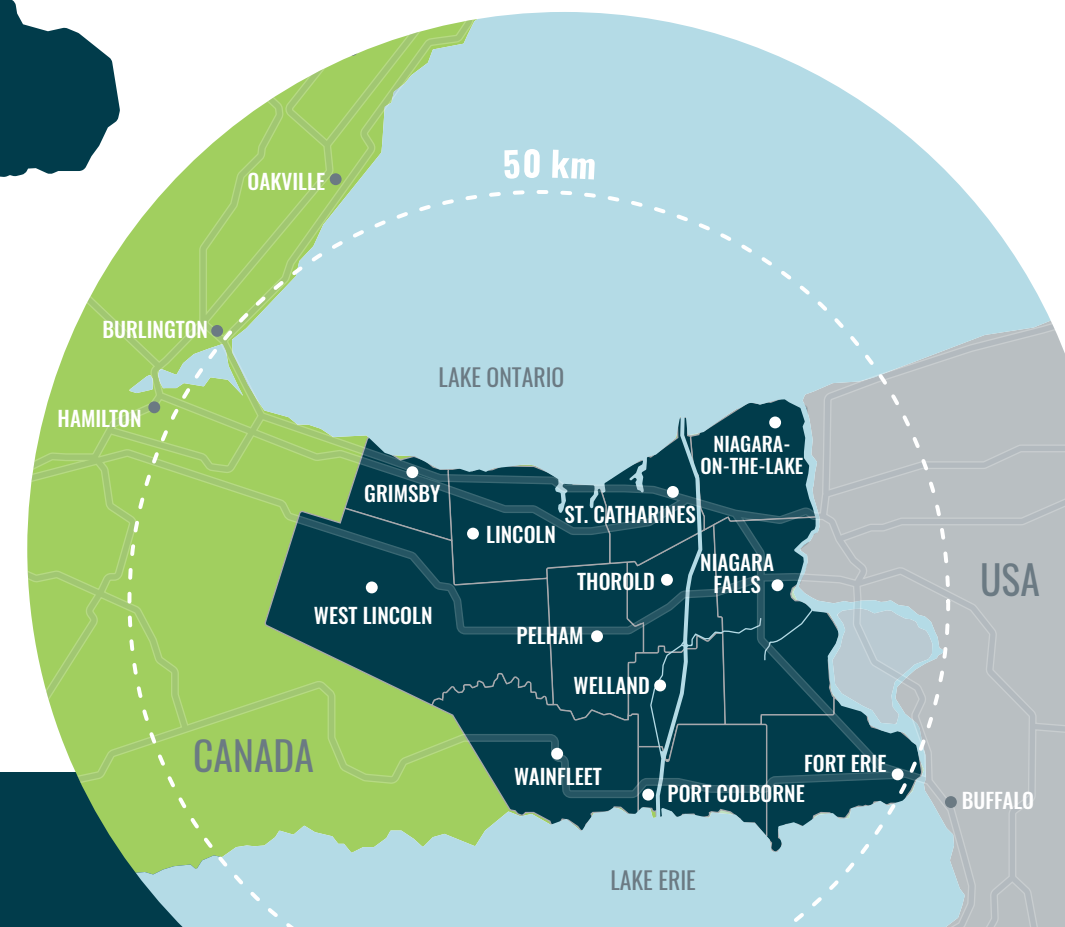 50 km
OAKVILLE
BURLINGTON
LAKE ONTARIO
HAMILTON
NIAGARA-
ON-THE-LAKE
GRIMSBY
ST. CATHARINES
LINCOLN
NIAGARA
FALLS
THOROLD
USA
WEST LINCOLN
PELHAM
WELLAND
CANADA
FORT ERIE
WAINFLEET
PORT COLBORNE
BUFFALO
LAKE ERIE